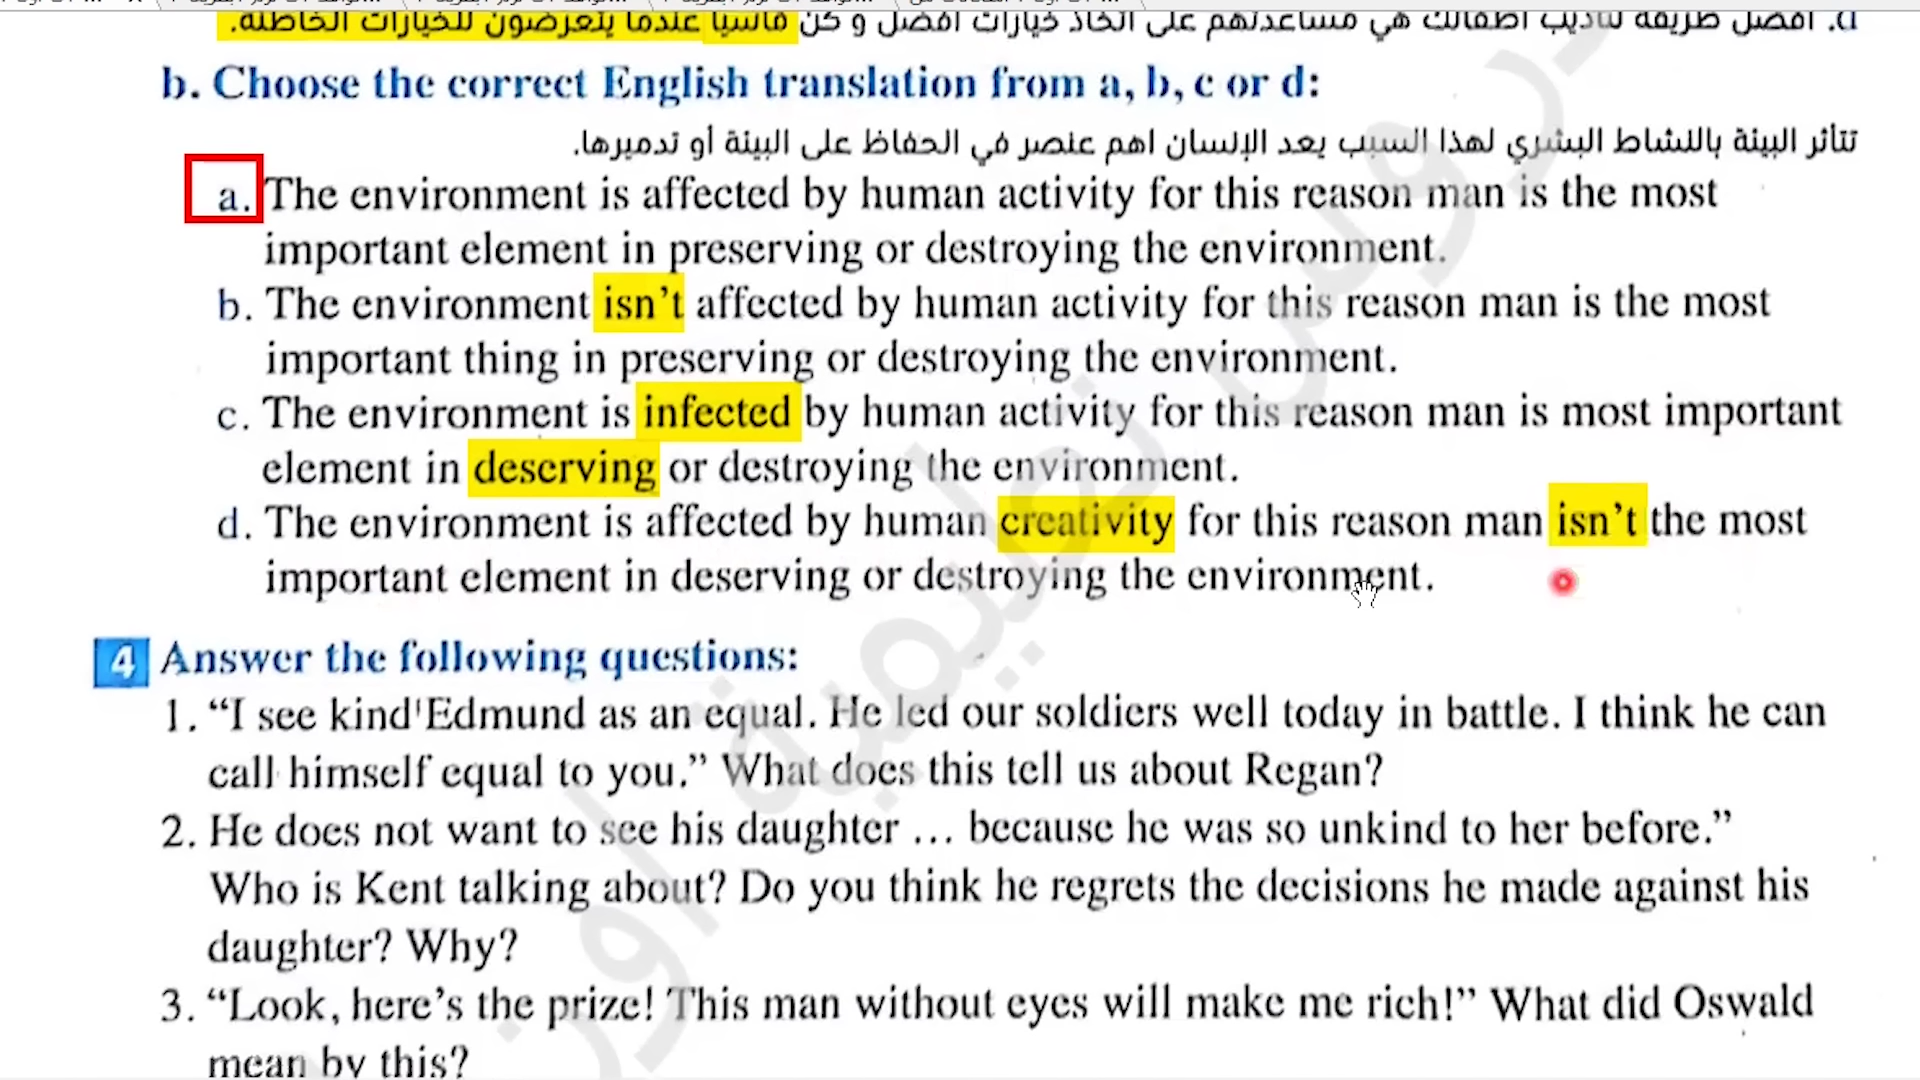 d. أفضل طريقة لتأديب أطفالك هي مساعدتهم على اتخاذ خيارات أفضل و كن قاسيا عندما يتعرضون للخيارات الخاطئة.
b. Choose the correct English translation from a, b, c or d:
تتأثر البيئة بالنشاط البشري لهذا السبب يعد الإنسان اهم عنصر في الحفاظ على البيئة أو تدميرها.
a. The environment is affected by human activity for this reason man is the most
important element in preserving or destroying the environment.
b. The environment isn't affected by human activity for this reason man is the most
important thing in preserving or destroying the environment.
c. The environment is infected by human activity for this reason man is most important
element in deserving or destroying the environment.
d. The environment is affected by human creativity for this reason man isn't the most
important element in deserving or destroying the environment.
4 Answer the following questions:
1. “I see kind'Edmund as an equal. He led our soldiers well today in battle. I think he can
call himself equal to you.” What does this tell us about Regan?
2. He does not want to see his daughter ... because he was so unkind to her before.”
Who is Kent talking about? Do you think he regrets the decisions he made against his
daughter? Why?
3. “Look, here's the prize! This man without eyes will make me rich!” What did Oswald
mean by this?